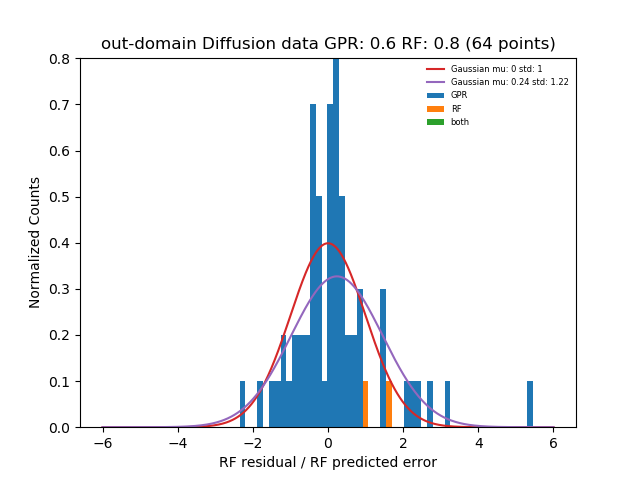 out-domain Diffusion data GPR: 0.6 RF: 0.8 (64 points)
Gaussian mu: 0 std: 1
Gaussian mu: 0.24 std: 1.22
GPR
RF
both
Normalized Counts
0.8
0.7
0.6
0.5
0.4
0.3
0.2
0.1
0.0
−6 −4 −2 0 2 4 6
RF residual / RF predicted error